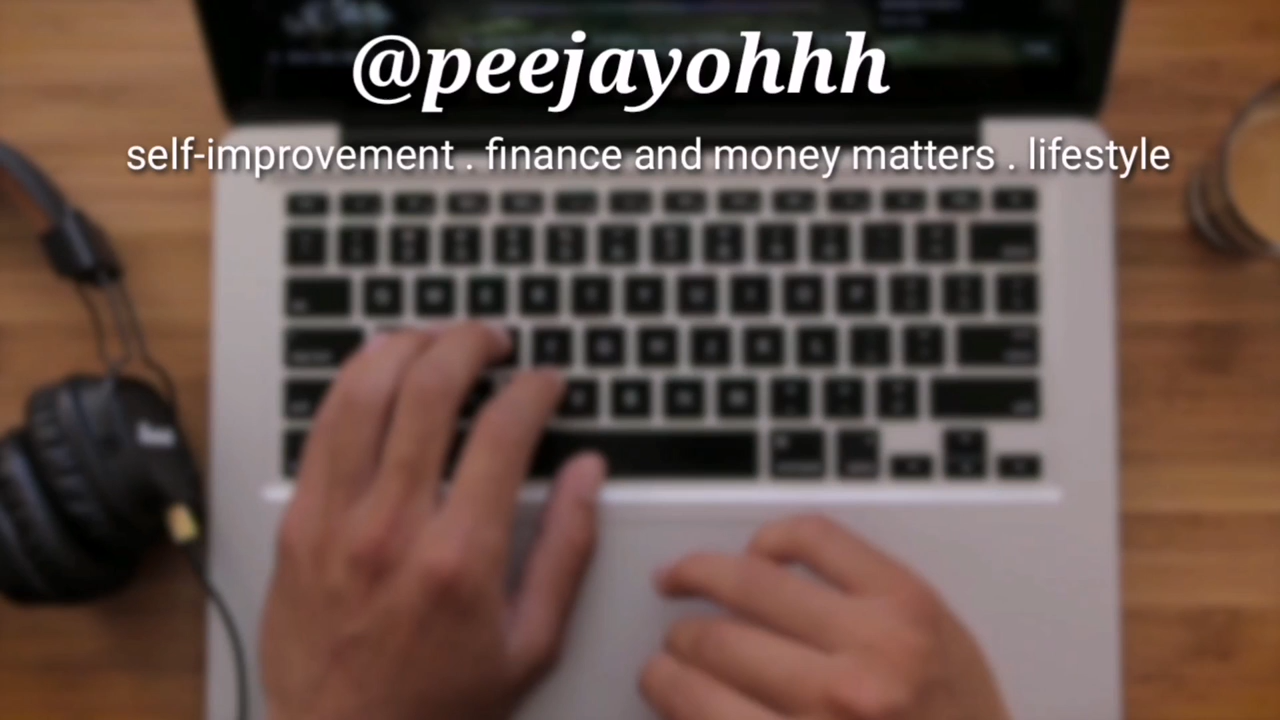 @peejayohhh
self-improvement . finance and money matters . lifestyle